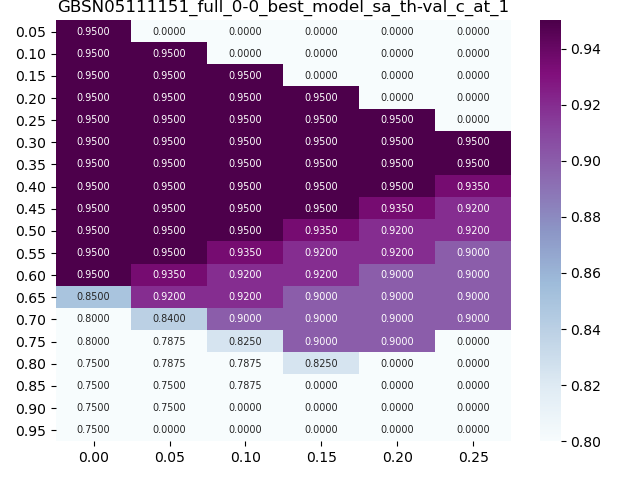 GBSN05111151_full_0-0_best_model_sa_th-val_c_at_1
0.05 0.9500 0.0000 0.0000 0.0000 0.0000 0.0000
0.10 0.9500 0.9500 0.0000 0.0000 0.0000 0.0000
0.15 0.9500 0.9500 0.9500 0.0000 0.0000 0.0000
0.20 0.9500 0.9500 0.9500 0.9500 0.0000 0.0000
0.25 0.9500 0.9500 0.9500 0.9500 0.9500 0.0000
0.30 0.9500 0.9500 0.9500 0.9500 0.9500 0.9500
0.35 0.9500 0.9500 0.9500 0.9500 0.9500 0.9500
0.40 0.9500 0.9500 0.9500 0.9500 0.9500 0.9350
0.45 0.9500 0.9500 0.9500 0.9500 0.9350 0.9200
0.50 0.9500 0.9500 0.9500 0.9350 0.9200 0.9200
0.55 0.9500 0.9500 0.9350 0.9200 0.9200 0.9000
0.60 0.9500 0.9350 0.9200 0.9200 0.9000 0.9000
0.65 0.8500 0.9200 0.9200 0.9000 0.9000 0.9000
0.70 0.8000 0.8400 0.9000 0.9000 0.9000 0.9000
0.75 0.8000 0.7875 0.8250 0.9000 0.9000 0.0000
0.80 0.7500 0.7875 0.7875 0.8250 0.0000 0.0000
0.85 0.7500 0.7500 0.7875 0.0000 0.0000 0.0000
0.90 0.7500 0.7500 0.0000 0.0000 0.0000 0.0000
0.95 0.7500 0.0000 0.0000 0.0000 0.0000 0.0000
0.00 0.05 0.10 0.15 0.20 0.25
0.94
0.92
0.90
0.88
0.86
0.84
0.82
0.80